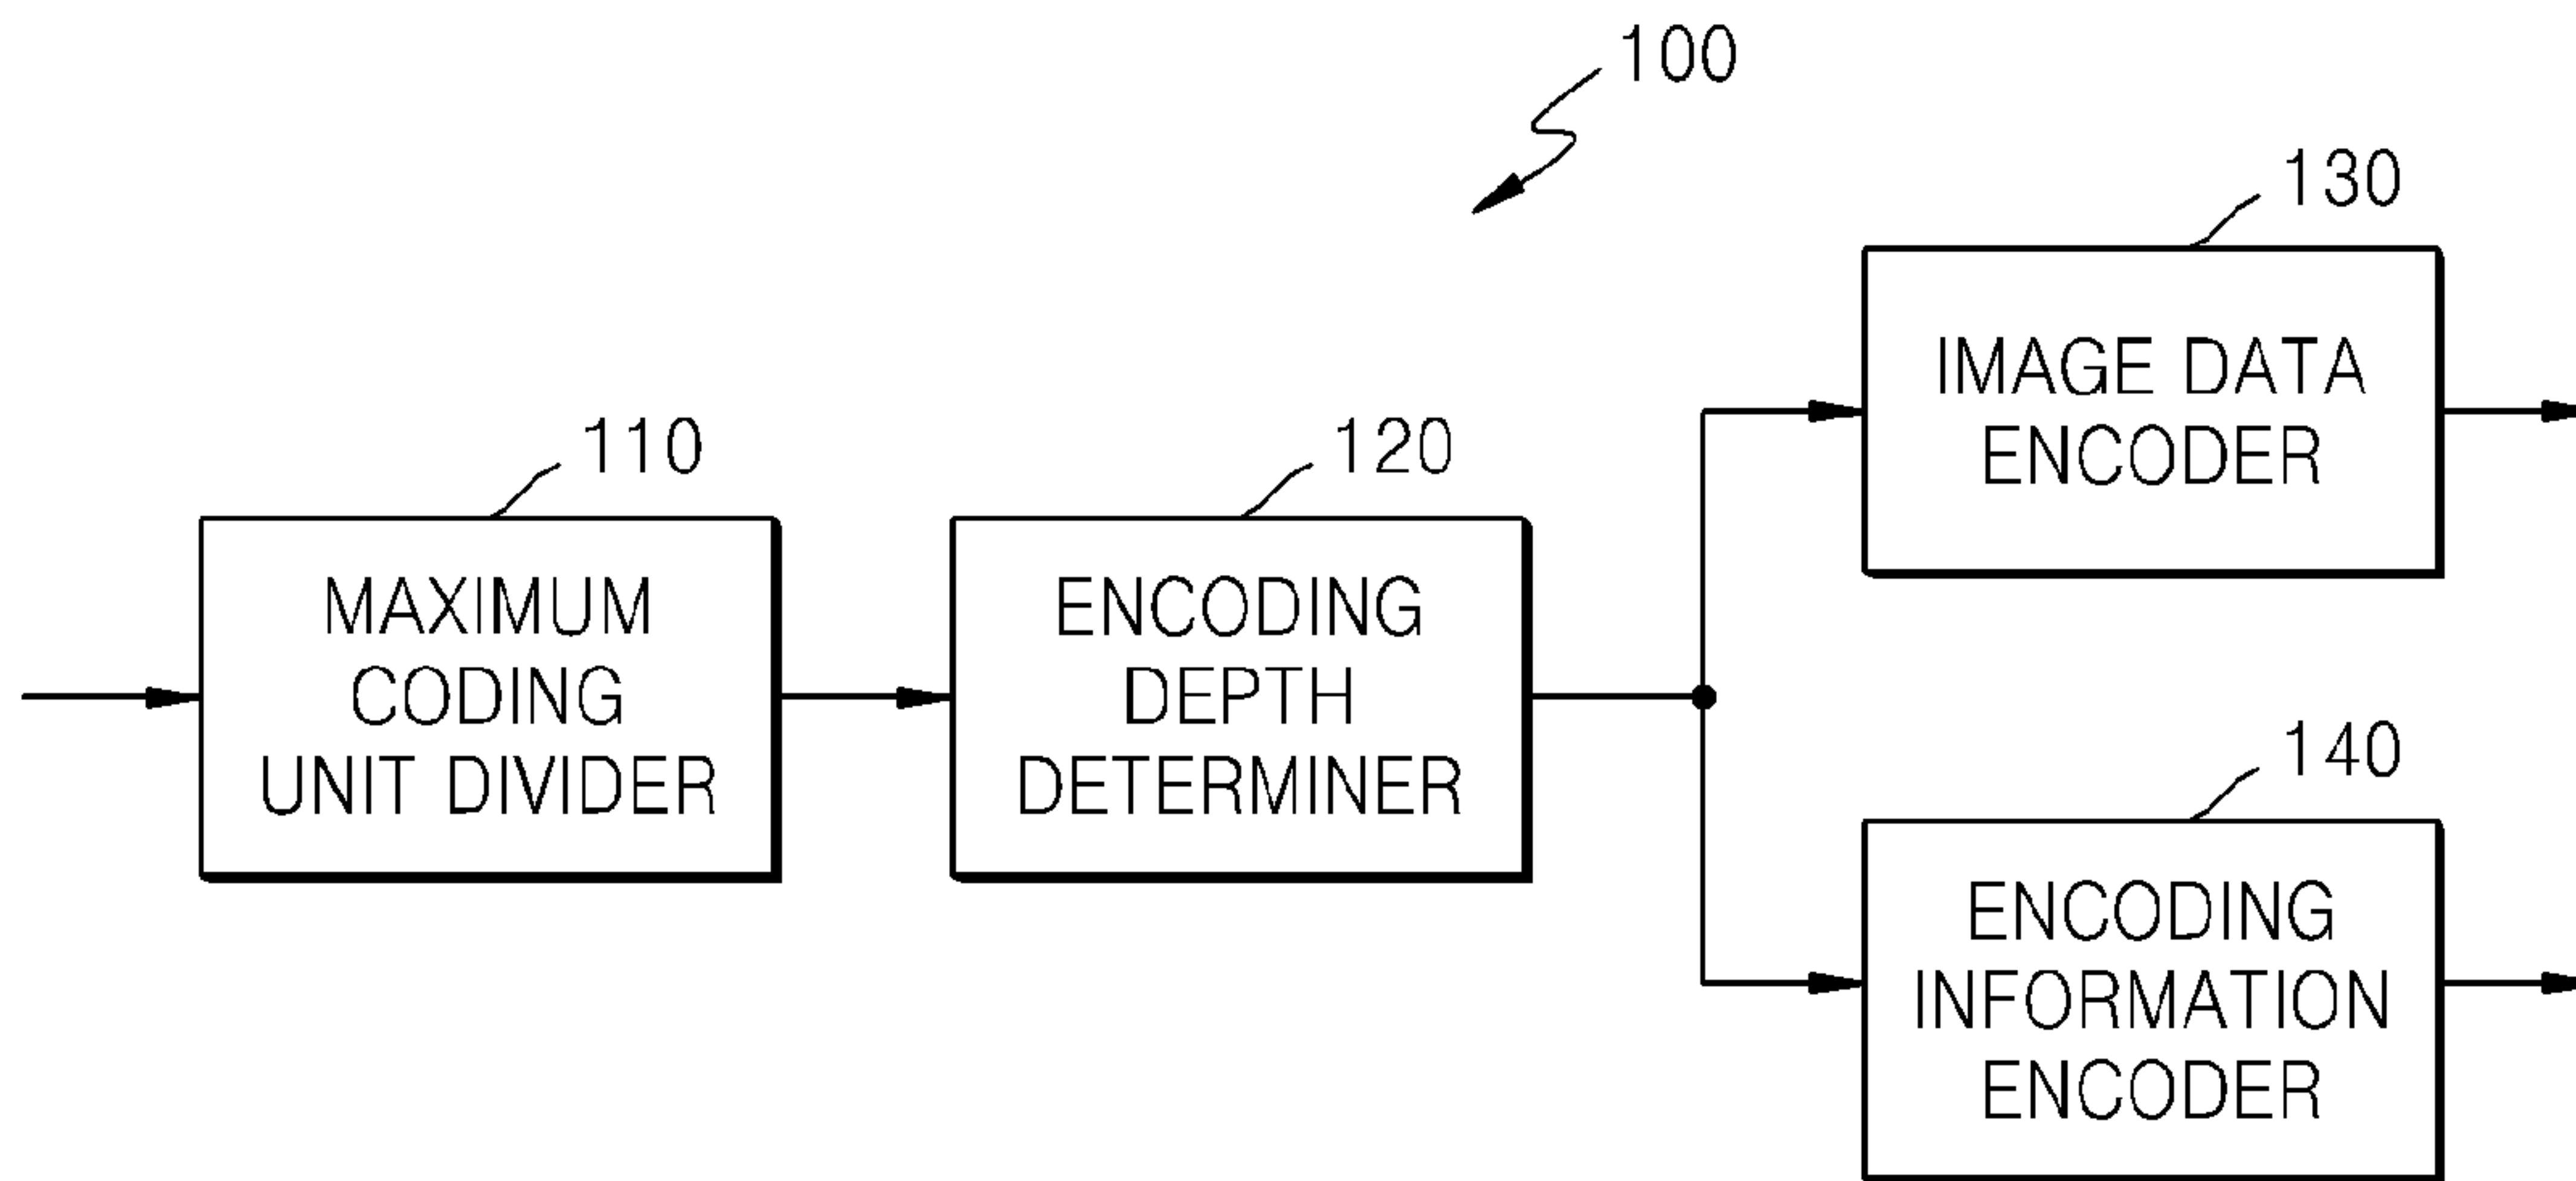 100
130
IMAGE DATA
ENCODER
110
120
MAXIMUM
CODING
UNIT DIVIDER
ENCODING
DEPTH
DETERMINER
140
ENCODING
INFORMATION
ENCODER